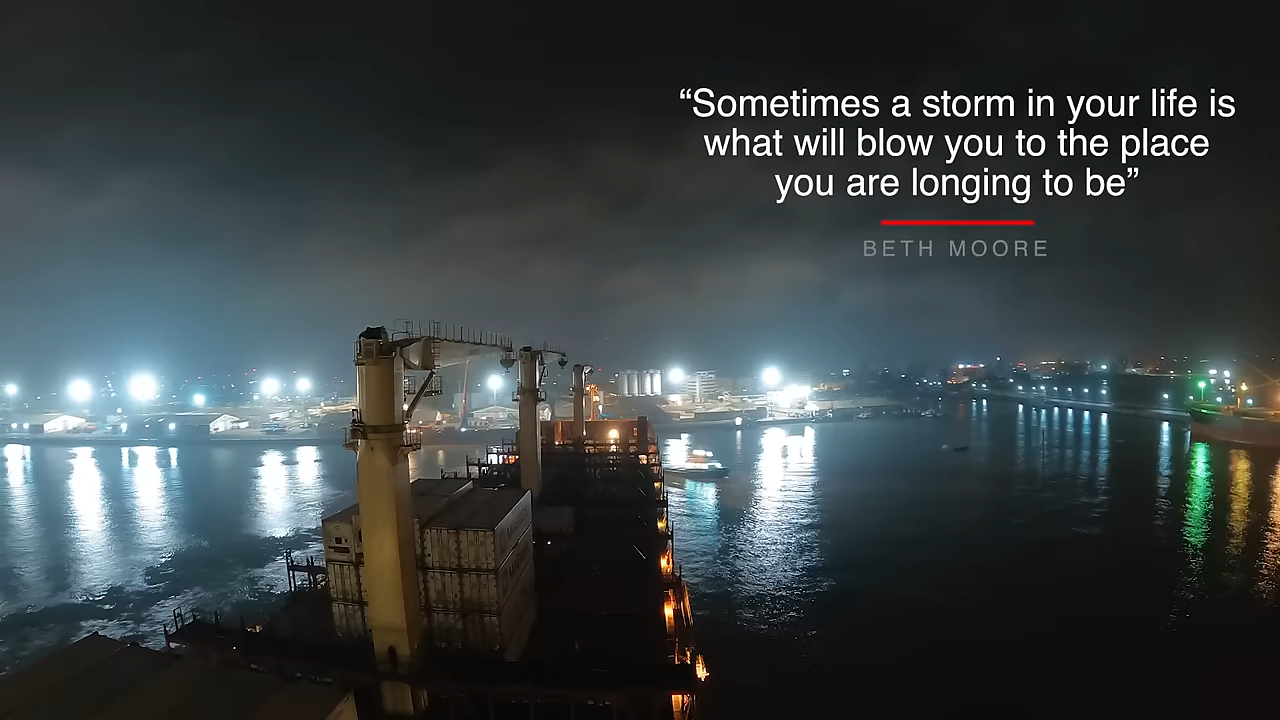 “Sometimes a storm in your life is
what will blow you to the place
you are longing to be”
BETH MOORE